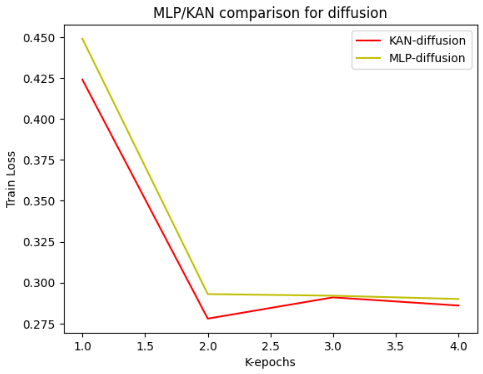 MLP/KAN comparison for diffusion
KAN-diffusion
MLP-diffusion
0.450
0.425
0.400
0.375
0.350
0.325
0.300
0.275
Train Loss
1.0 1.5 2.0 2.5 3.0 3.5 4.0
K-epochs